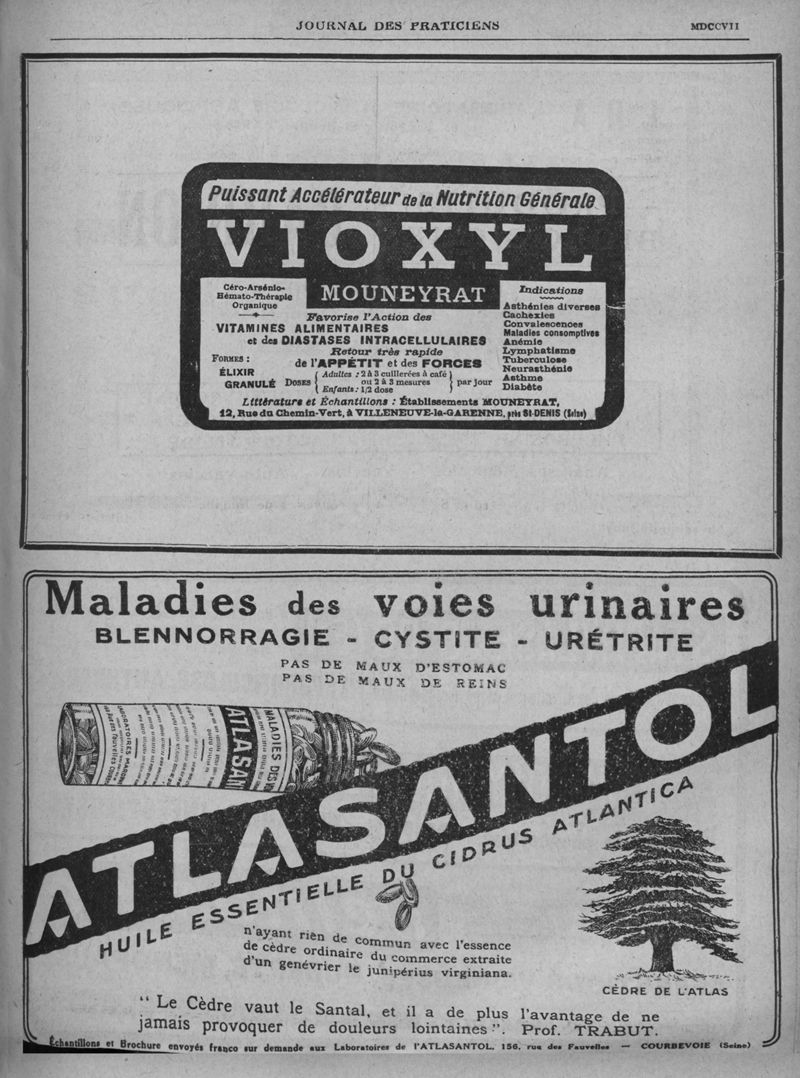 JOURNAL DES PRATICIENS
MDCCVII
Puissant Accélérateur de la Nutrition Générale
VIOXYL
MOUNEYRAT
Céro-Arsénio-
Hémato-Thérapie
Organique
Favorise l'Action des
VITAMINES ALIMENTAIRES
et des DIASTASES INTRACELLULAIRES
Retour très rapide
de l'APPÉTIT et des FORCES
FORMES :
ÉLIXIR
GRANULÉ
DOSES
Adultes : 2 à 3 cuillerées à café
ou 2 à 3 mesures
Enfants : 1/2 dose
par jour
Indications
Asthénies diverses
Cachexies
Convalescences
Maladies consomptives
Anémie
Lymphatisme
Tuberculose
Neurasthénie
Asthme
Diabète
Littérature et Échantillons : Établissements MOUNEYRAT,
12, Rue du Chemin-Vert, à VILLENEUVE-la-GARENNE, près St-DENIS (Seine)
Maladies des voies urinaires
BLENNORRAGIE - CYSTITE - URÉTRITE
PAS DE MAUX D'ESTOMAC
PAS DE MAUX DE REINS
MALADIES DES
ATLASANT
ATLASANTOL
HUILE ESSENTIELLE DU CIDRUS ATLANTICA
n'ayant rien de commun avec l'essence
de cèdre ordinaire du commerce extraite
d'un genévrier le junipérius virginiana.
CÈDRE DE L'ATLAS
“ Le Cèdre vaut le Santal, et il a de plus l'avantage de ne
jamais provoquer de douleurs lointaines ”. Prof. TRABUT.
Échantillons et Brochure envoyés franco sur demande aux Laboratoires de l'ATLASANTOL. 156, rue des Fauvelles — COURBEVOIE (Seine)